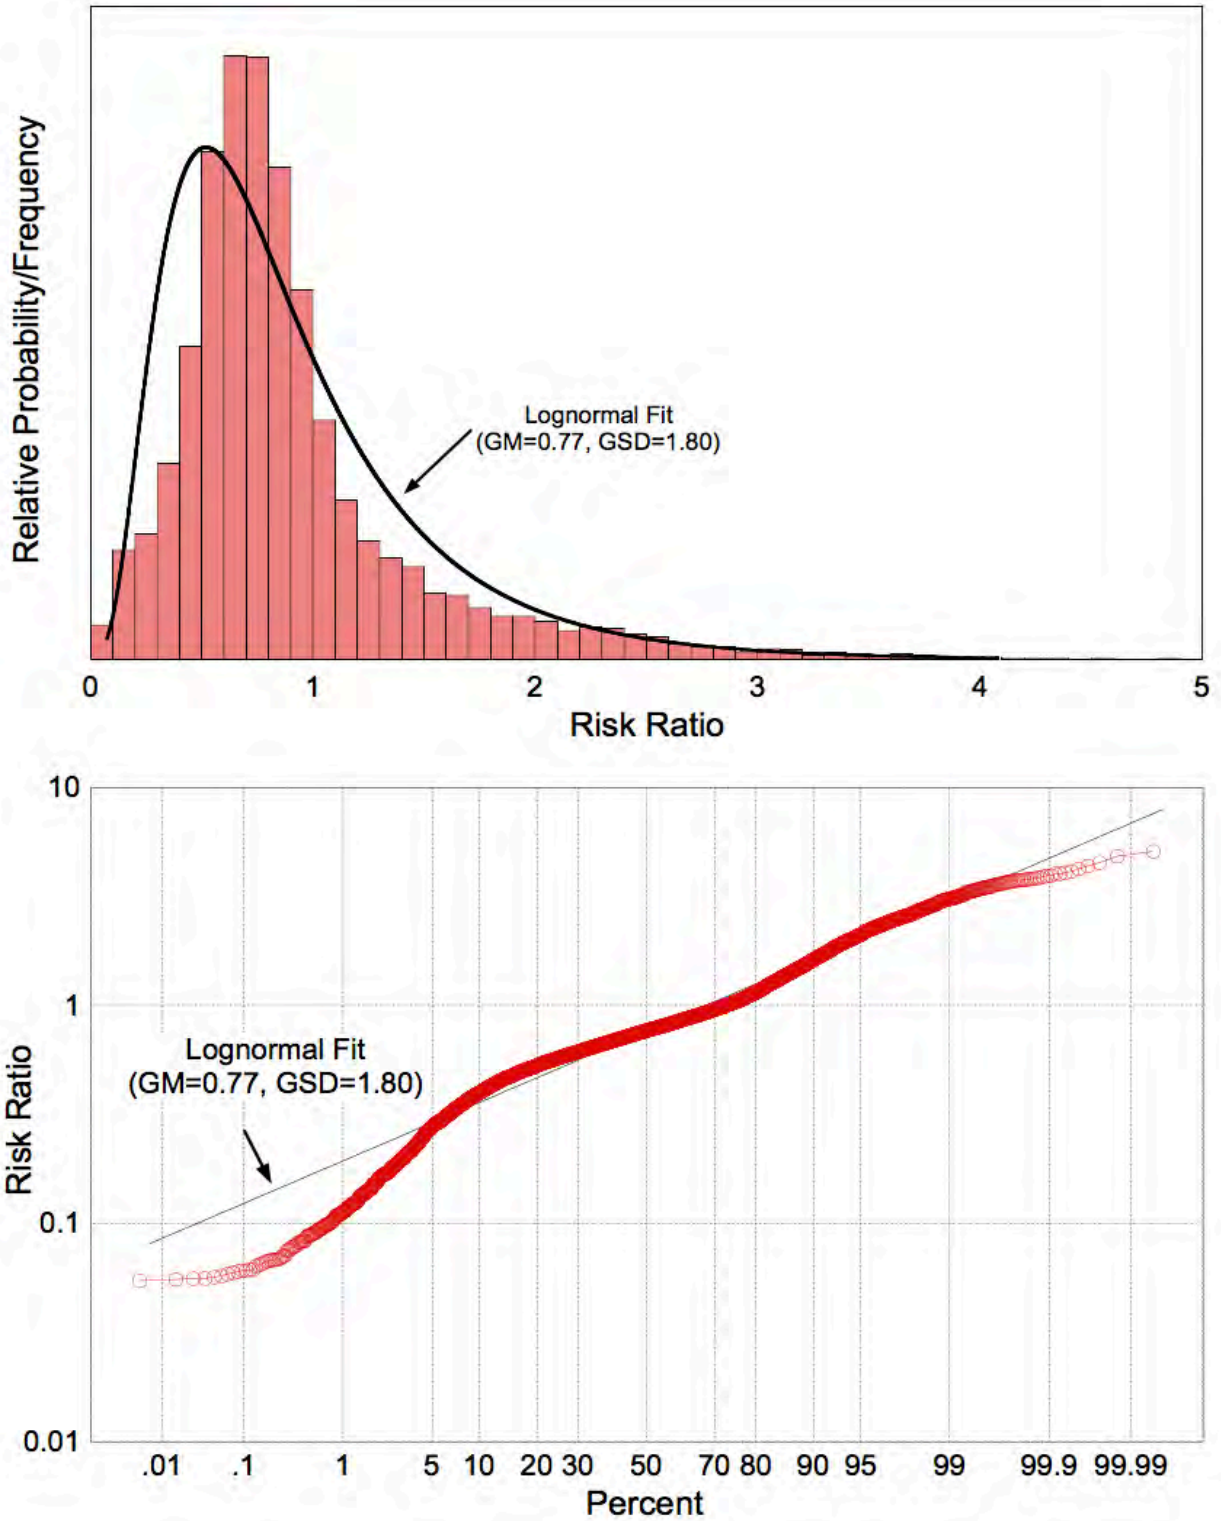 Relative Probability/Frequency
Lognormal Fit
(GM=0.77, GSD=1.80)
0 1 2 3 4 5
Risk Ratio
10
1
0.1
0.01
Risk Ratio
Lognormal Fit
(GM=0.77, GSD=1.80)
.01 .1 1 5 10 20 30 50 70 80 90 95 99 99.9 99.99
Percent